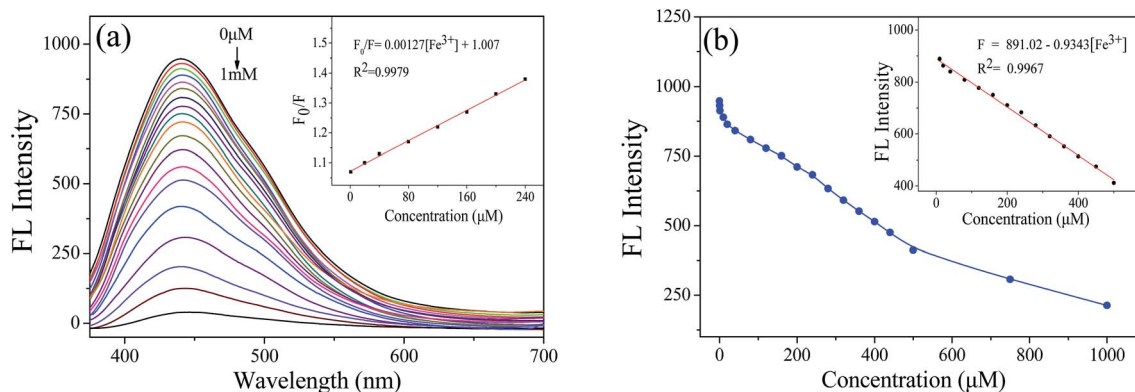 (a)
0μM
1mM
FL Intensity
1000
750
500
250
0
400
500
600
700
Wavelength (nm)
F₀/F= 0.00127[Fe³⁺] + 1.007
R²=0.9979
F₀/F
1.5
1.4
1.3
1.2
1.1
0
40
80
120
160
200
240
Concentration (μM)
(b)
FL Intensity
1250
1000
750
500
250
0
200
400
600
800
1000
Concentration (μM)
F = 891.02 - 0.9343[Fe³⁺]
R²= 0.9967
FL Intensity
1000
800
600
400
0
200
400
Concentration (μM)